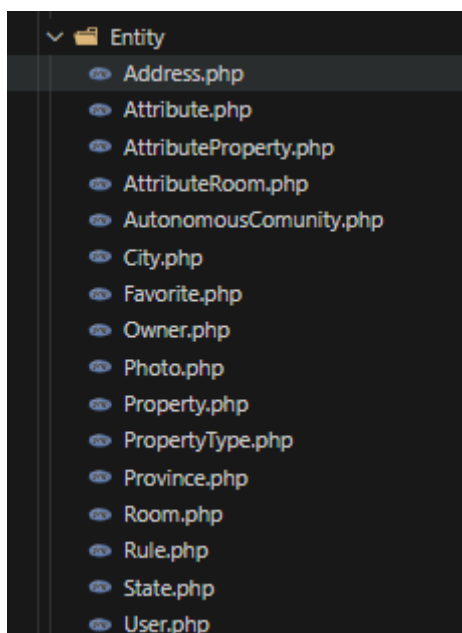 Entity
Address.php
Attribute.php
AttributeProperty.php
AttributeRoom.php
AutonomousComunity.php
City.php
Favorite.php
Owner.php
Photo.php
Property.php
PropertyType.php
Province.php
Room.php
Rule.php
State.php
User.php